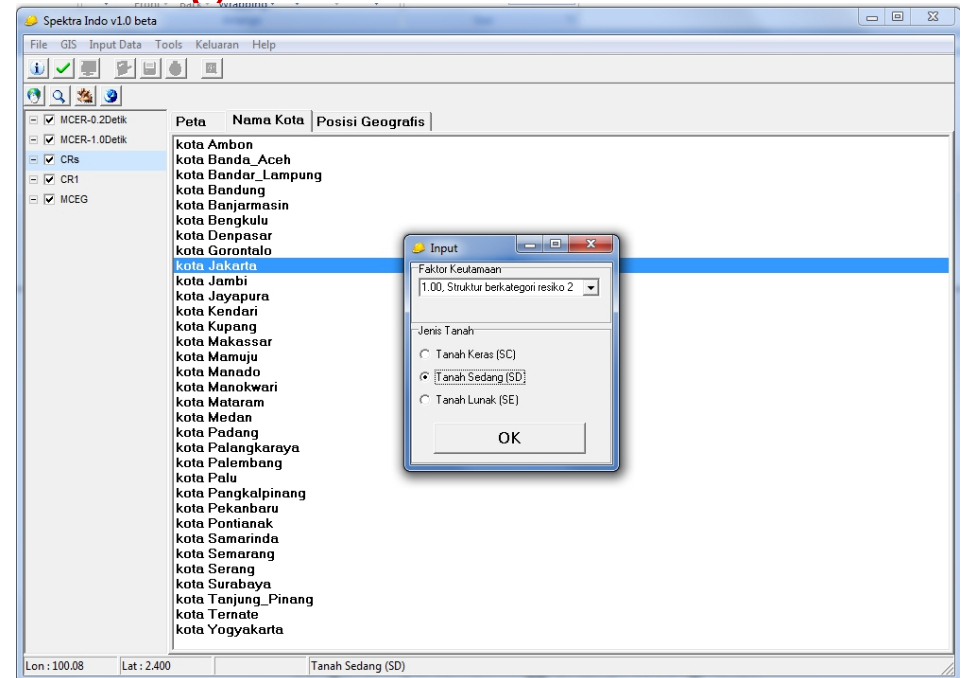 Spektra Indo v1.0 beta
File GIS Input Data Tools Keluaran Help
MCER-0.2Detik
MCER-1.0Detik
CRs
CR1
MCEG
Peta Nama Kota Posisi Geografis
kota Ambon
kota Banda_Aceh
kota Bandar_Lampung
kota Bandung
kota Banjarmasin
kota Bengkulu
kota Denpasar
kota Gorontalo
kota Jakarta
kota Jambi
kota Jayapura
kota Kendari
kota Kupang
kota Makassar
kota Mamuju
kota Manado
kota Manokwari
kota Mataram
kota Medan
kota Padang
kota Palangkaraya
kota Palembang
kota Palu
kota Pangkalpinang
kota Pekanbaru
kota Pontianak
kota Samarinda
kota Semarang
kota Serang
kota Surabaya
kota Tanjung_Pinang
kota Ternate
kota Yogyakarta
Input
Faktor Keutamaan
1.00, Struktur berkategori resiko 2
Jenis Tanah
Tanah Keras (SC)
Tanah Sedang (SD)
Tanah Lunak (SE)
OK
Lon : 100.08 Lat : 2.400 Tanah Sedang (SD)